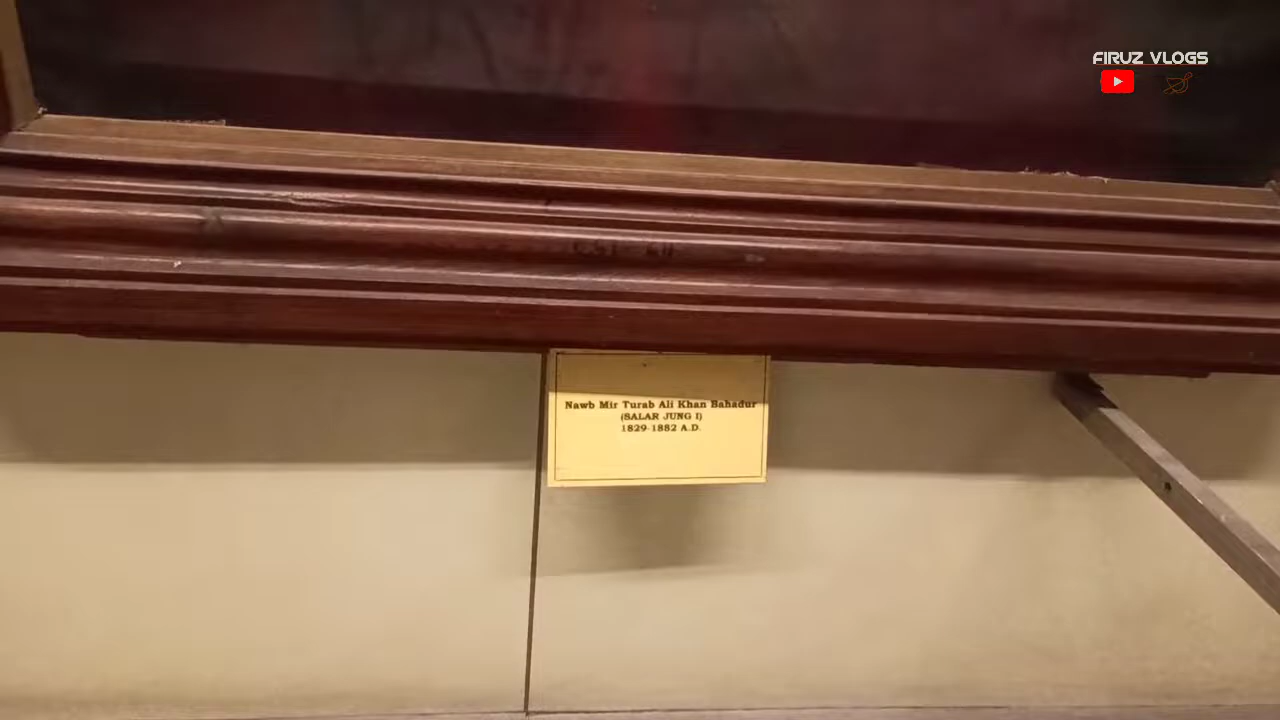 FIRUZ VLOGS
Nawb Mir Turab Ali Khan Bahadur
(SALAR JUNG I)
1829-1882 A.D.